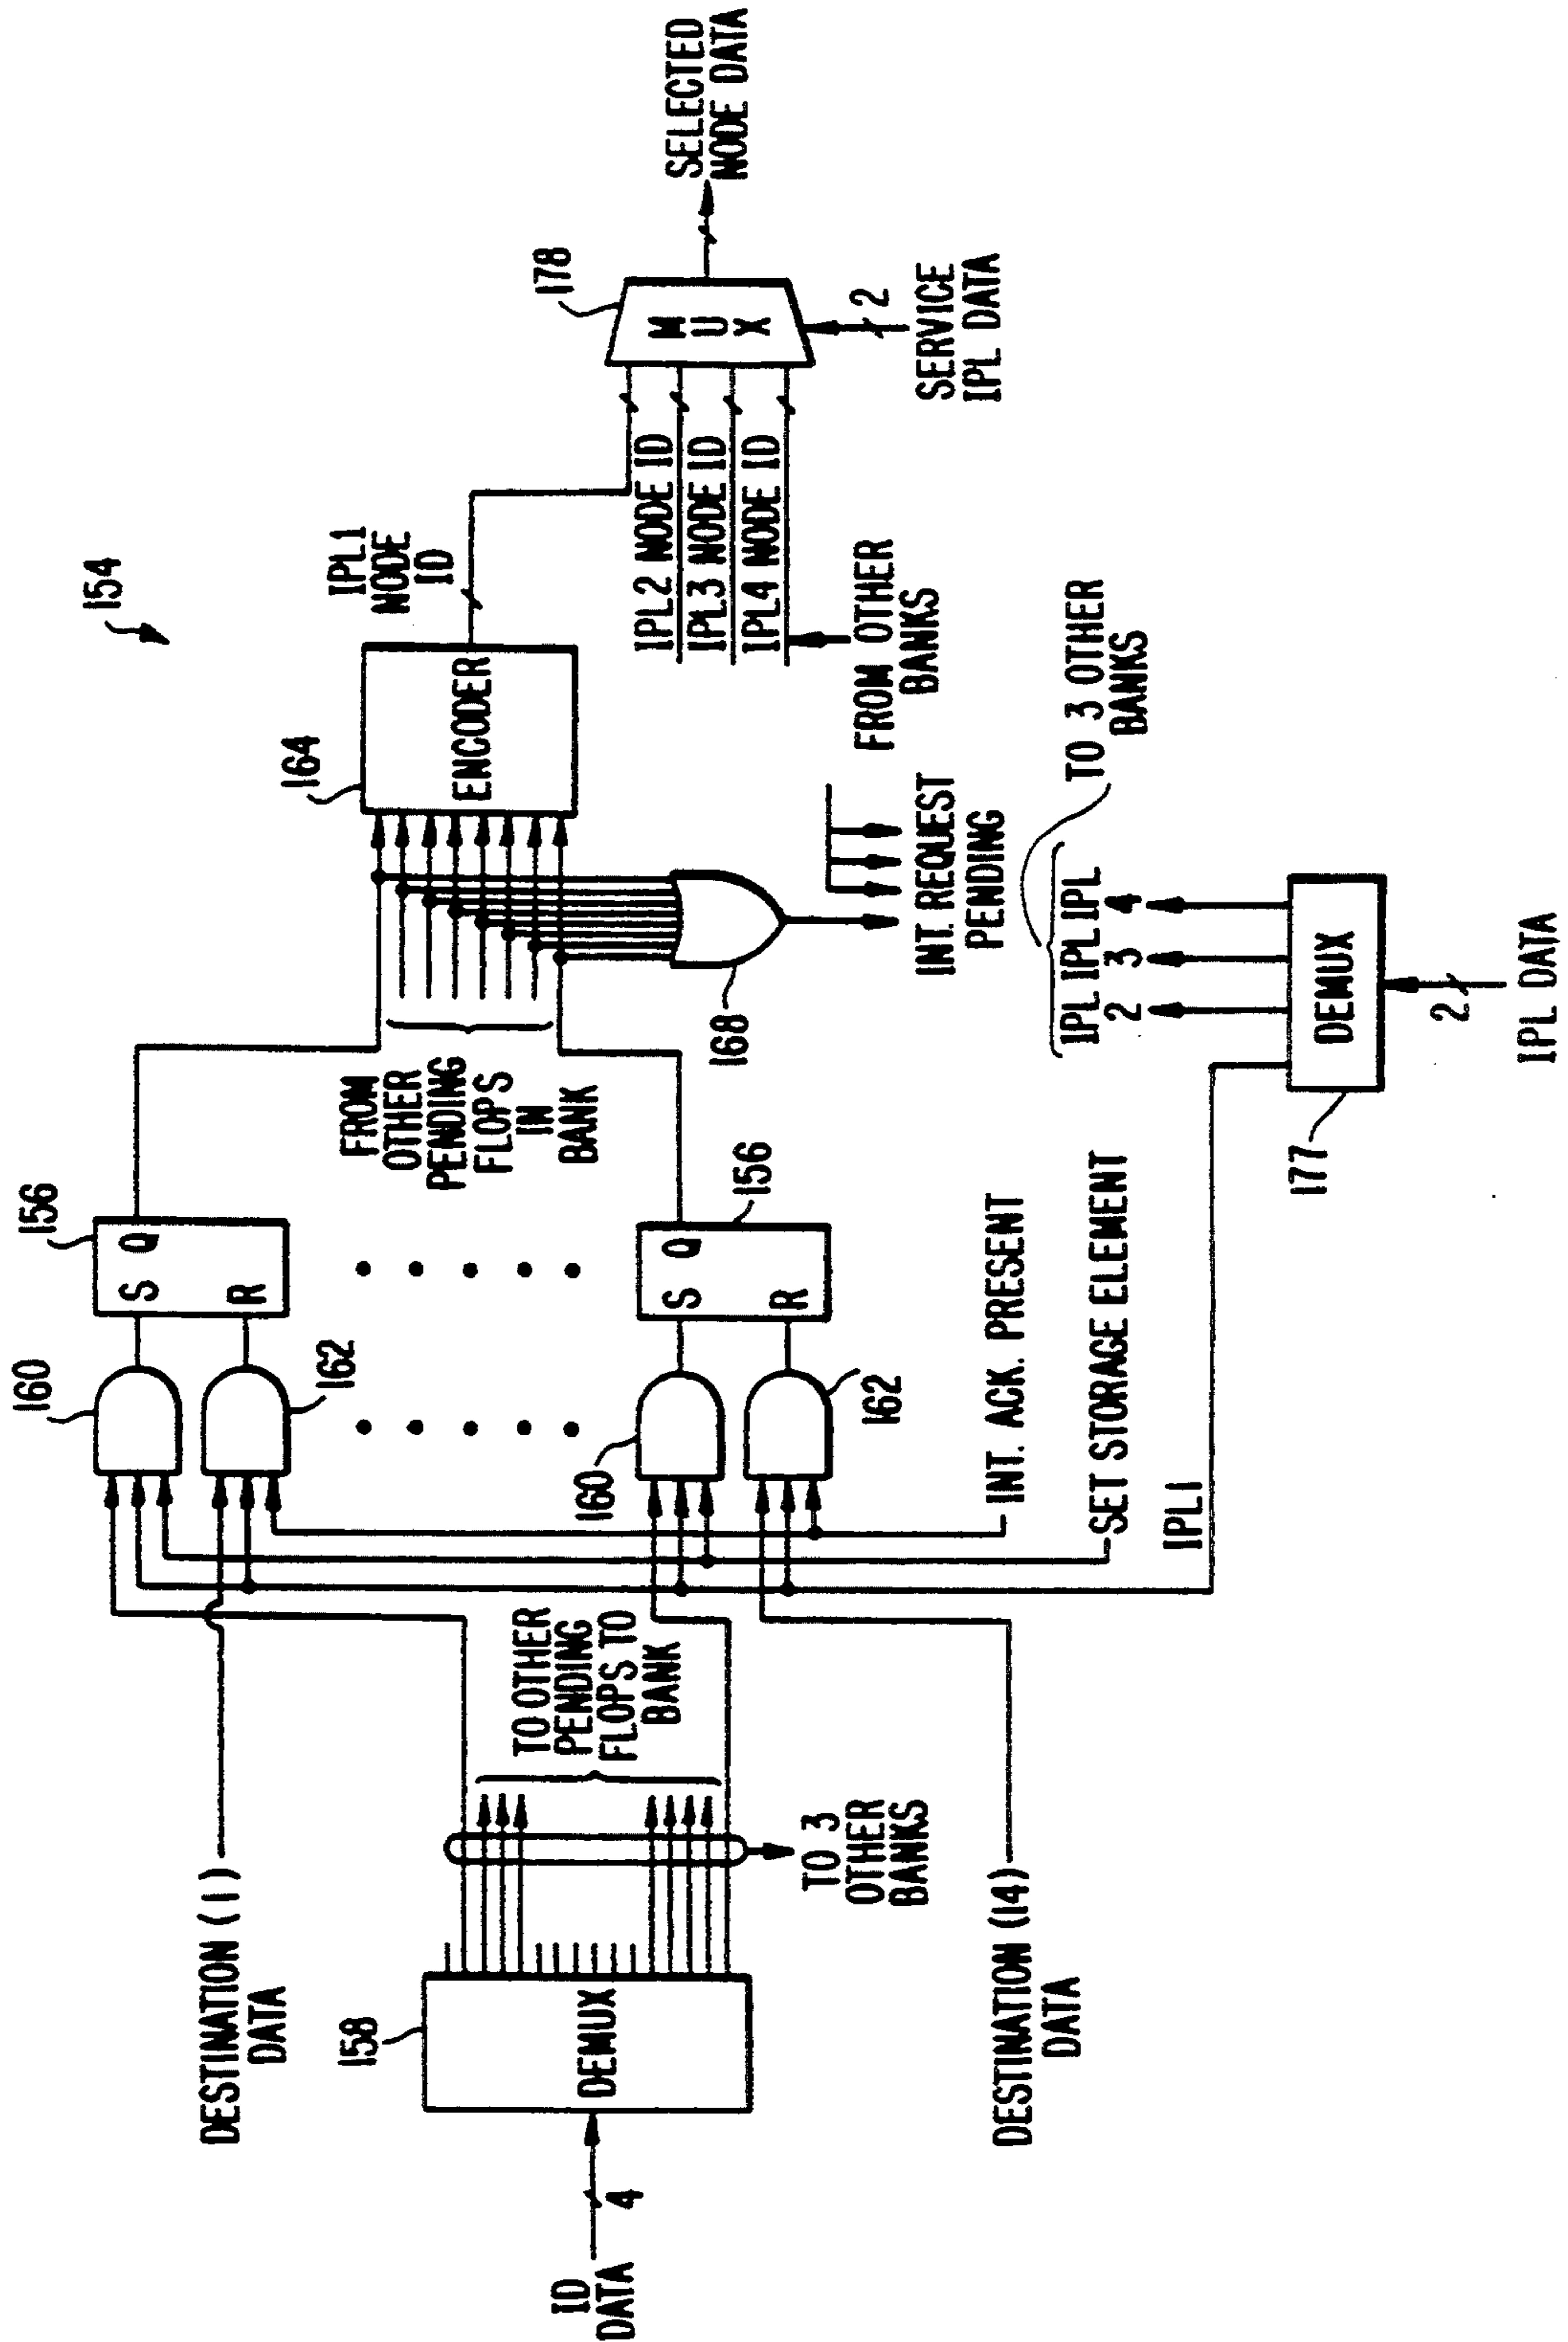 154
DESTINATION (1)
DATA
160
162
156
S Q
R
FROM
OTHER
PENDING
FLOPS
IN
BANK
164
ENCODER
IPL1
NODE
ID
178
MUX
SELECTED
NODE DATA
ID
DATA
4
158
DEMUX
TO OTHER
PENDING
FLOPS TO
BANK
TO 3
OTHER
BANKS
160
162
156
S Q
R
168
IPL2 NODE ID
IPL3 NODE ID
IPL4 NODE ID
FROM OTHER
BANKS
2
SERVICE
IPL DATA
DESTINATION (14)
DATA
INT. ACK. PRESENT
SET STORAGE ELEMENT
IPL1
INT. REQUEST
PENDING
TO 3 OTHER
BANKS
IPL IPL IPL
2 3 4
177
DEMUX
2
IPL DATA